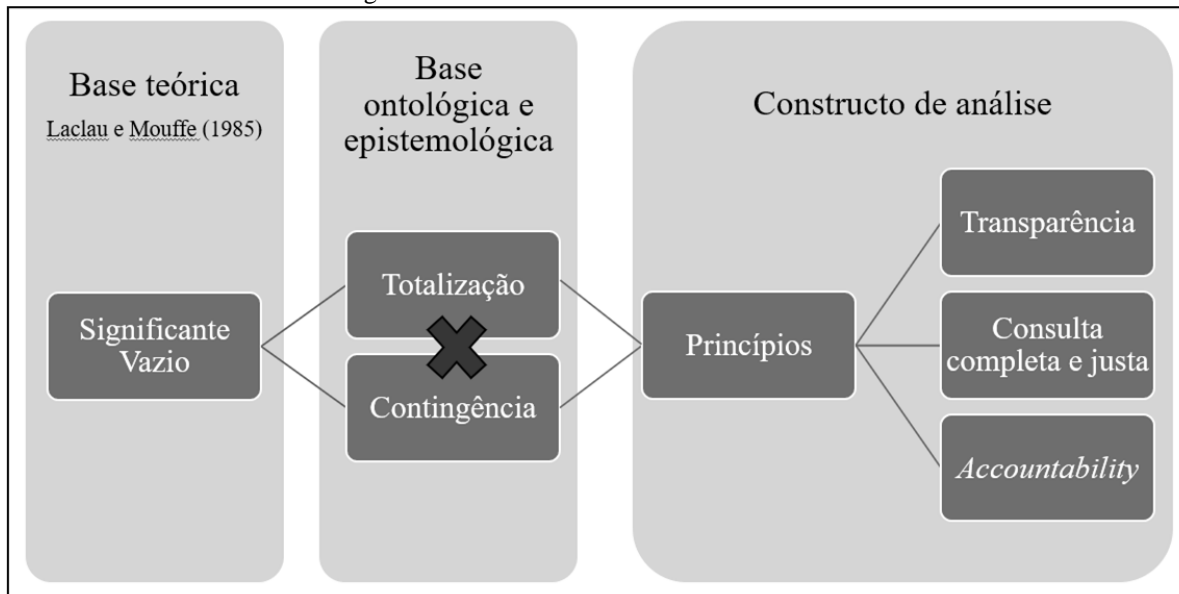 Base teórica
Laclau e Mouffe (1985)
Significante
Vazio
Base
ontológica e
epistemológica
Totalização
Contingência
Constructo de análise
Princípios
Transparência
Consulta
completa e justa
Accountability